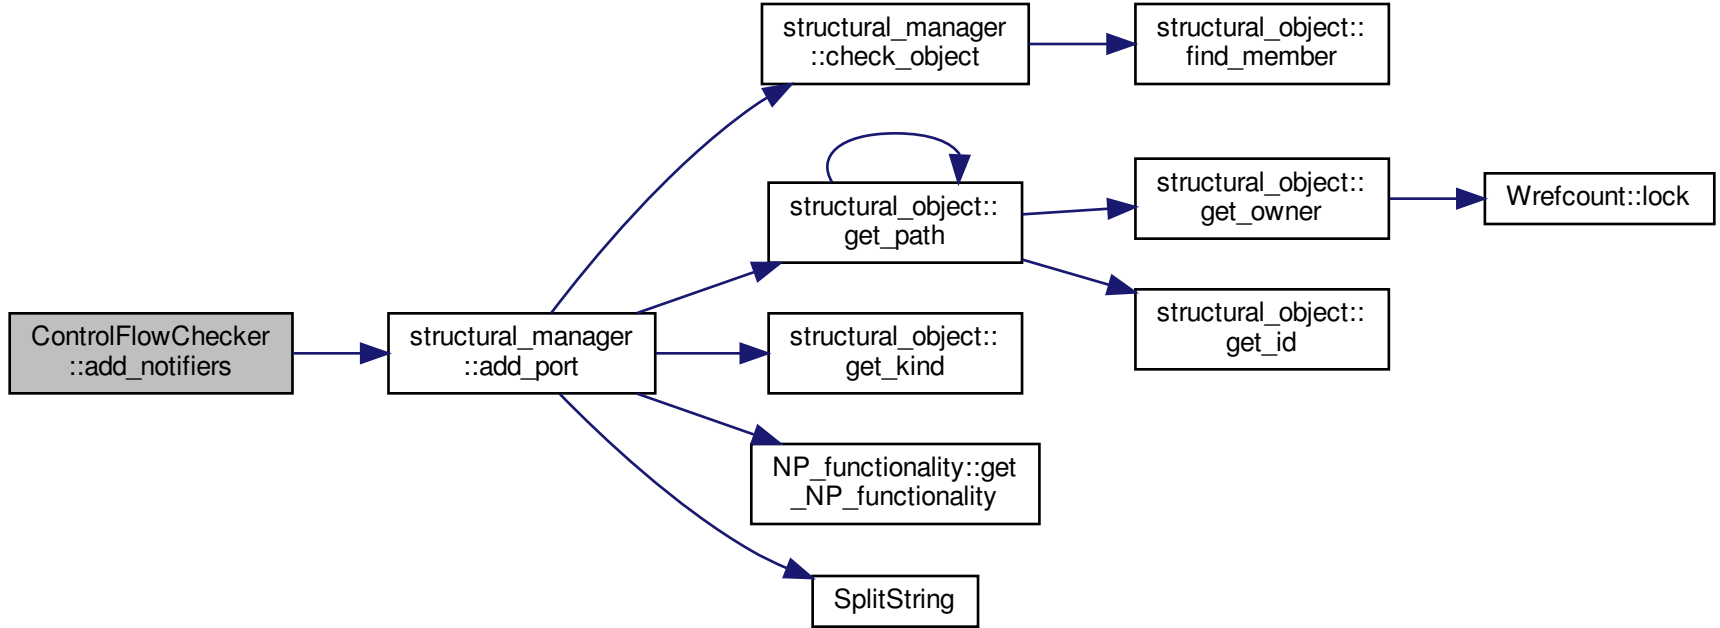 structural_manager
::check_object
structural_object::
find_member
structural_object::
get_path
structural_object::
get_owner
Wrefcount::lock
structural_object::
get_id
ControlFlowChecker
::add_notifiers
structural_manager
::add_port
structural_object::
get_kind
NP_functionality::get
_NP_functionality
SplitString